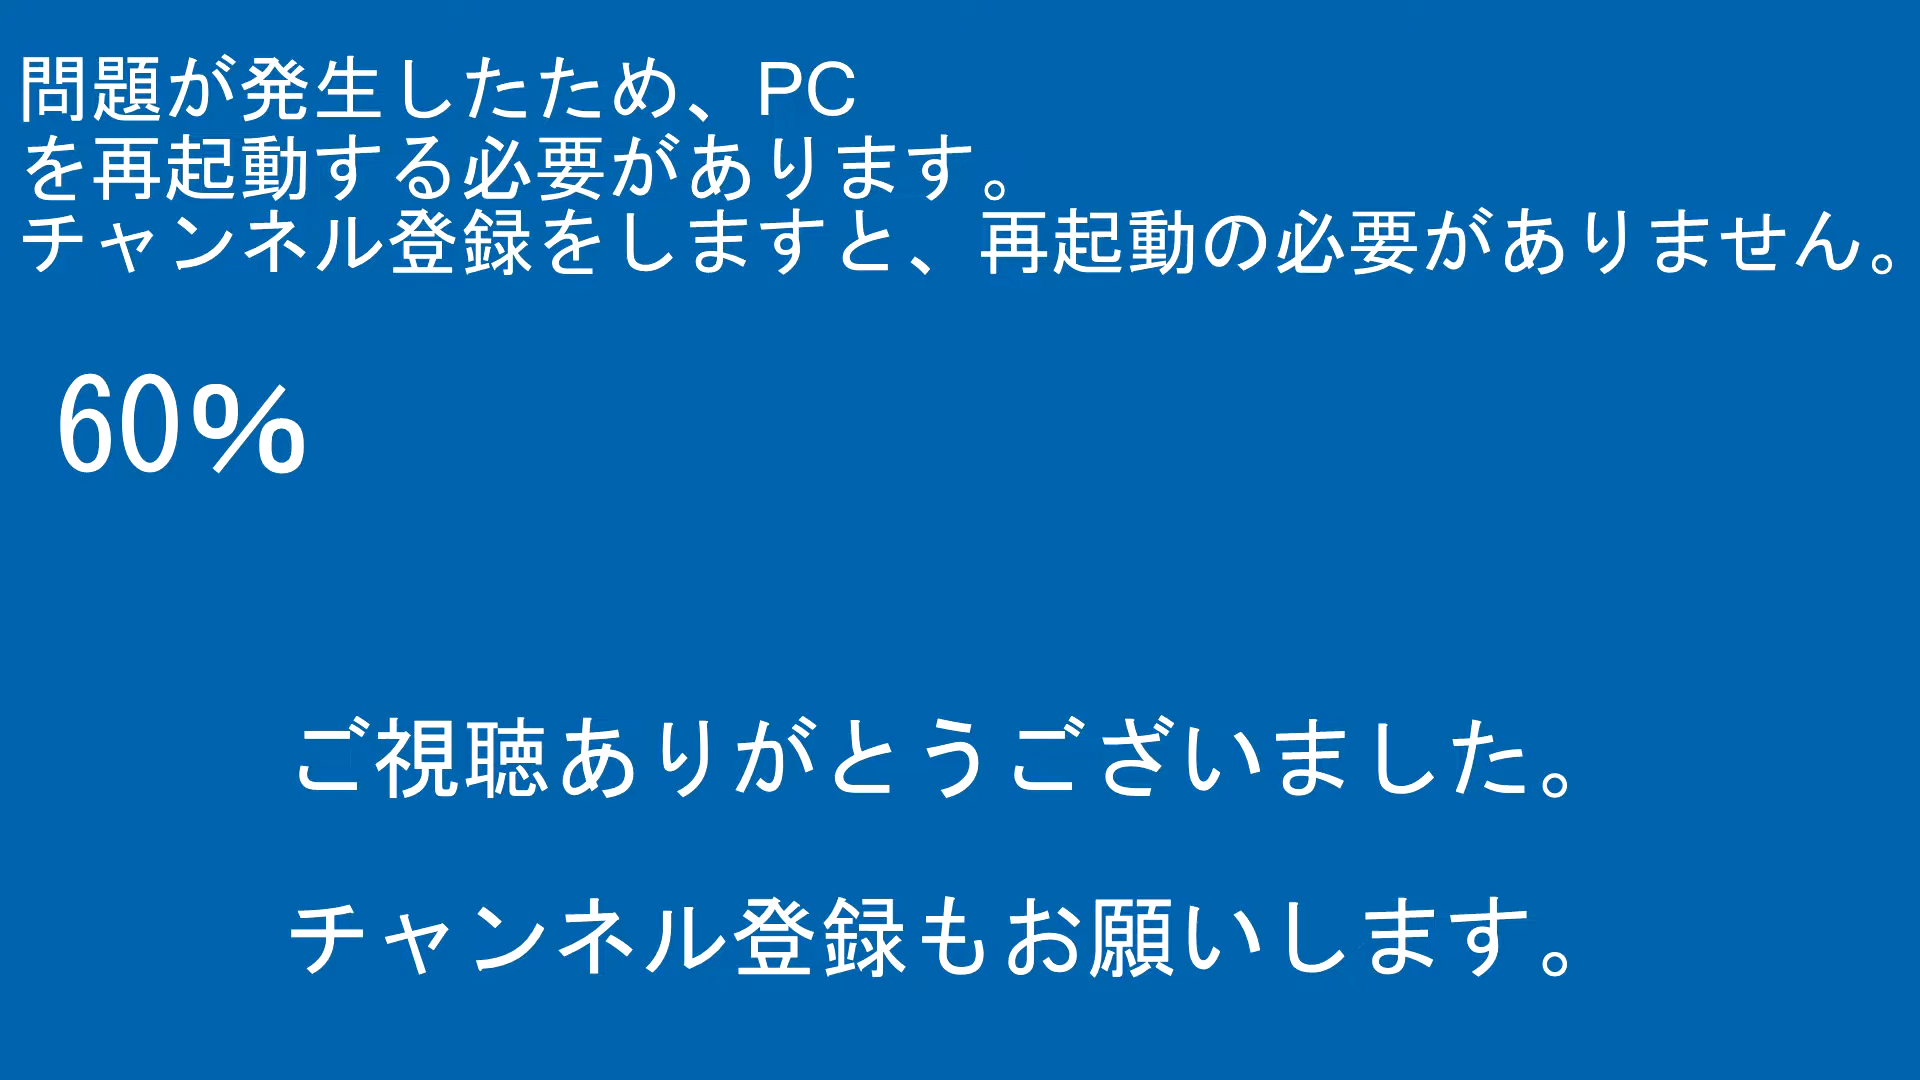 問題が発生したため、PC
を再起動する必要があります。
チャンネル登録をしますと、再起動の必要がありません。
60%
ご視聴ありがとうございました。
チャンネル登録もお願いします。